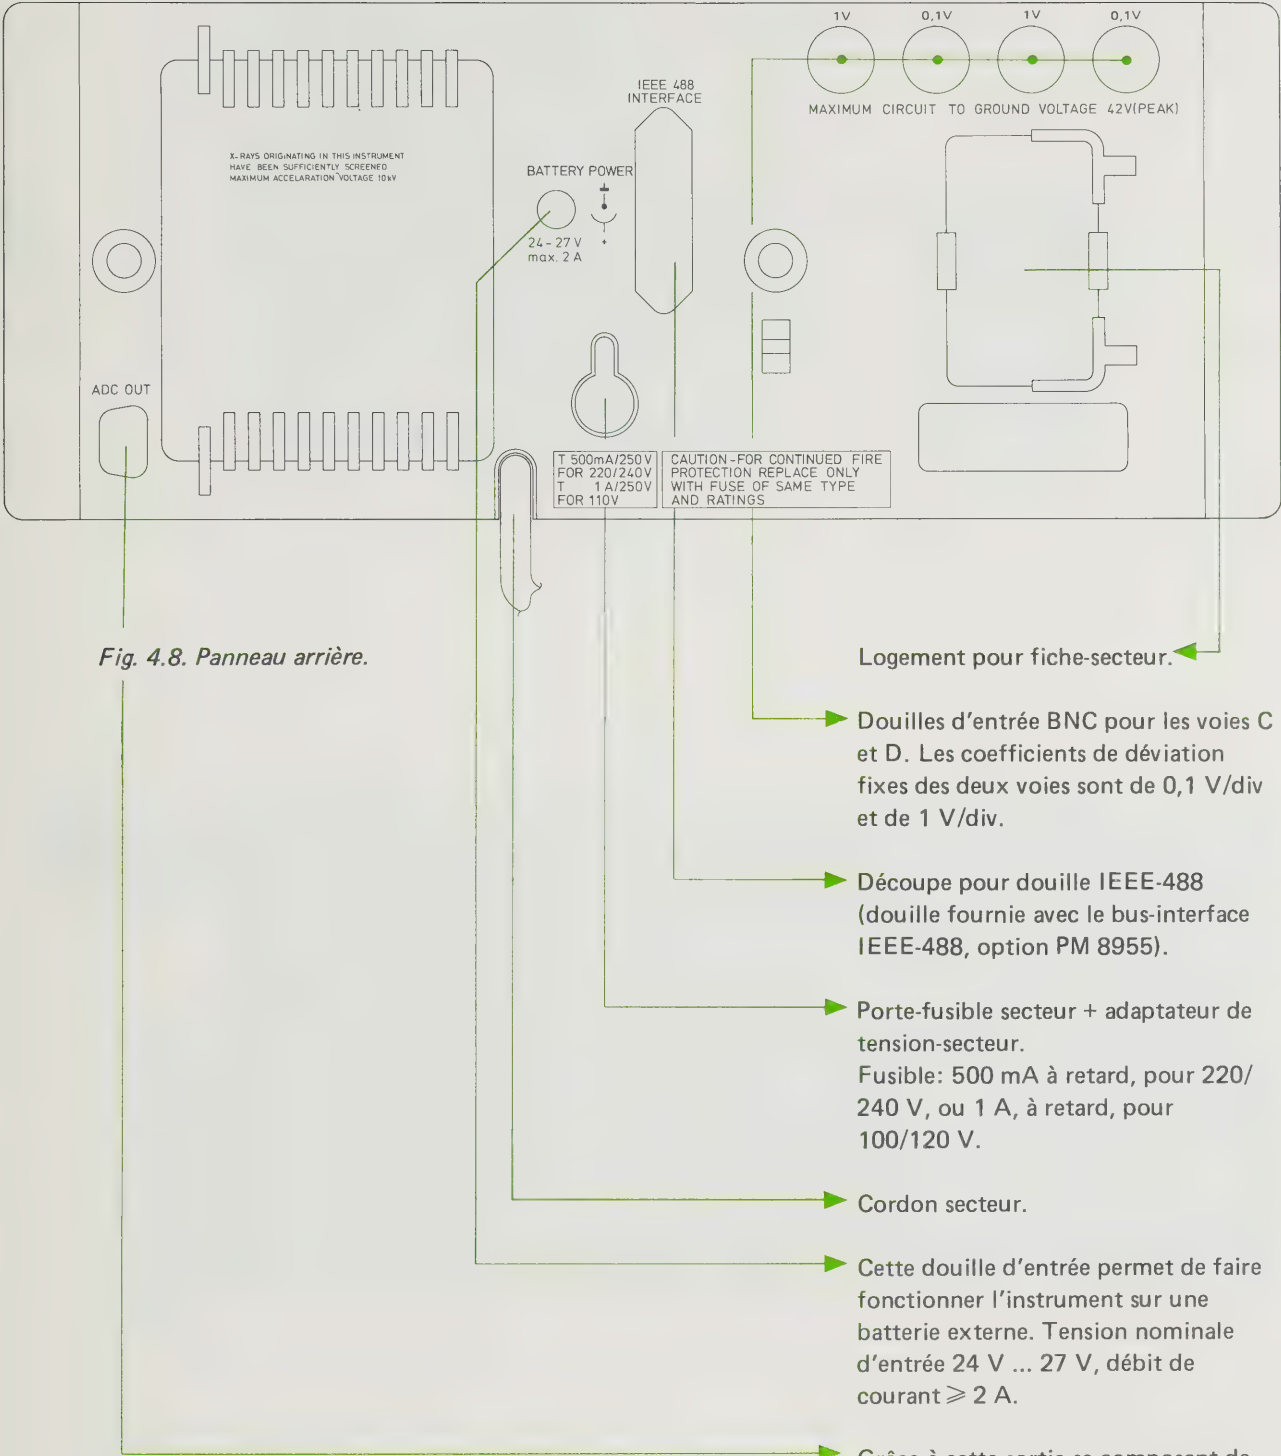 1V 0,1V 1V 0,1V
MAXIMUM CIRCUIT TO GROUND VOLTAGE 42V(PEAK)
IEEE 488
INTERFACE
X-RAYS ORIGINATING IN THIS INSTRUMENT
HAVE BEEN SUFFICIENTLY SCREENED
MAXIMUM ACCELARATION VOLTAGE 10kV
BATTERY POWER
24-27 V
max. 2 A
ADC OUT
T 500mA/250V
FOR 220/240V
T 1A/250V
FOR 110V
CAUTION-FOR CONTINUED FIRE
PROTECTION REPLACE ONLY
WITH FUSE OF SAME TYPE
AND RATINGS
Fig. 4.8. Panneau arrière.
Logement pour fiche-secteur.
Douilles d'entrée BNC pour les voies C
et D. Les coefficients de déviation
fixes des deux voies sont de 0,1 V/div
et de 1 V/div.
Découpe pour douille IEEE-488
(douille fournie avec le bus-interface
IEEE-488, option PM 8955).
Porte-fusible secteur + adaptateur de
tension-secteur.
Fusible: 500 mA à retard, pour 220/
240 V, ou 1 A, à retard, pour
100/120 V.
Cordon secteur.
Cette douille d'entrée permet de faire
fonctionner l'instrument sur une
batterie externe. Tension nominale
d'entrée 24 V ... 27 V, débit de
courant ⩾ 2 A.
Grâce à cette sortie se composant de